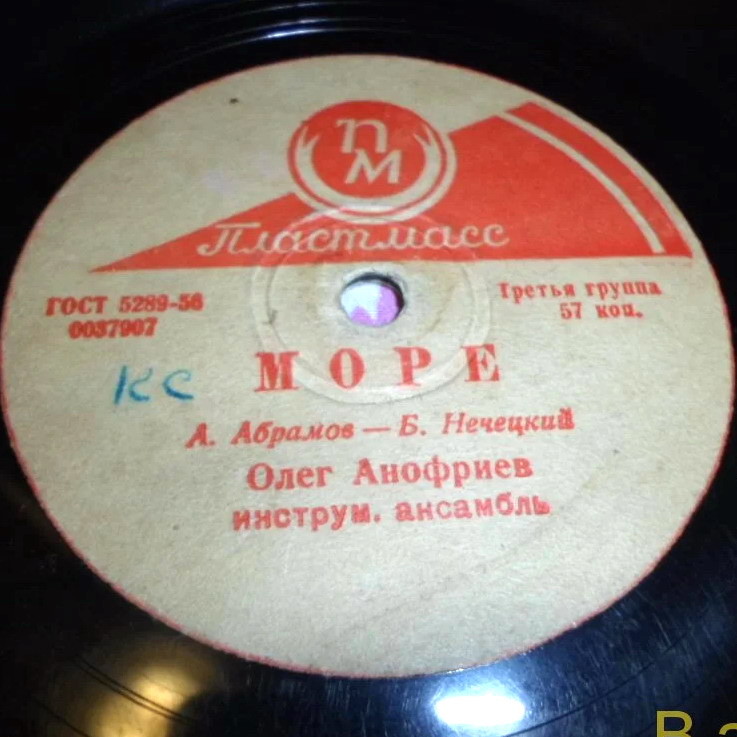 ПМ
Пластмасс
ГОСТ 5289-56
0037907
Третья группа
57 коп.
МОРЕ
кс
А. Абрамов — Б. Нечецкий
Олег Анофриев
инструм. ансамбль